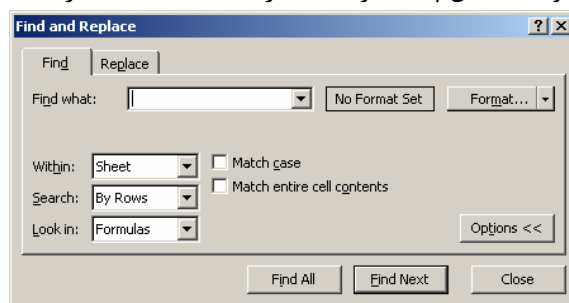 Find and Replace
Find Replace
Find what: No Format Set Format...
Within: Sheet Match case
Match entire cell contents
Search: By Rows
Look in: Formulas
Options <<
Find All Find Next Close